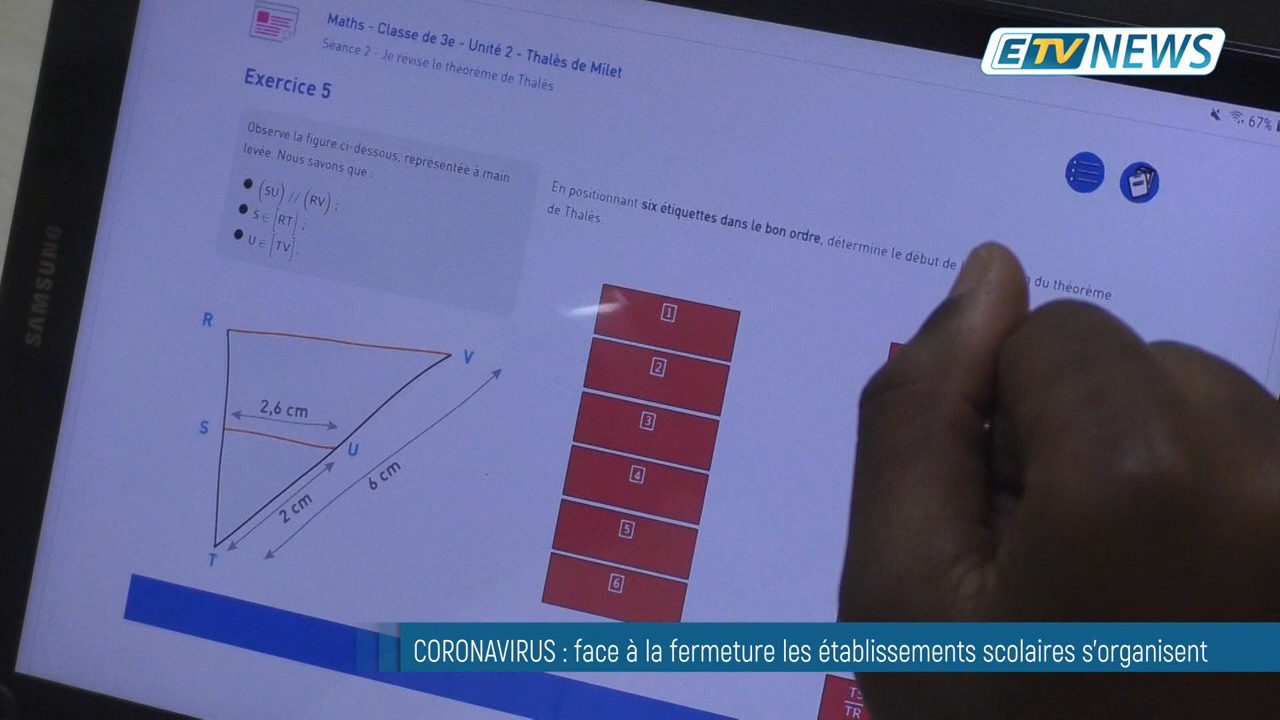 ETV NEWS
SAMSUNG
67%
Maths - Classe de 3e - Unité 2 - Thalès de Milet
Séance 2 - Je révise le théorème de Thalès
Exercice 5
Observe la figure ci-dessous, représentée à main
levée. Nous savons que :
(SU) // (RV) ;
S ∈ [RT] ;
U ∈ [TV].
En positionnant six étiquettes dans le bon ordre, détermine le début de du théorème
de Thalès.
R
V
2,6 cm
S
U
2 cm
6 cm
T
1
2
3
4
5
6
TR
CORONAVIRUS : face à la fermeture les établissements scolaires s'organisent